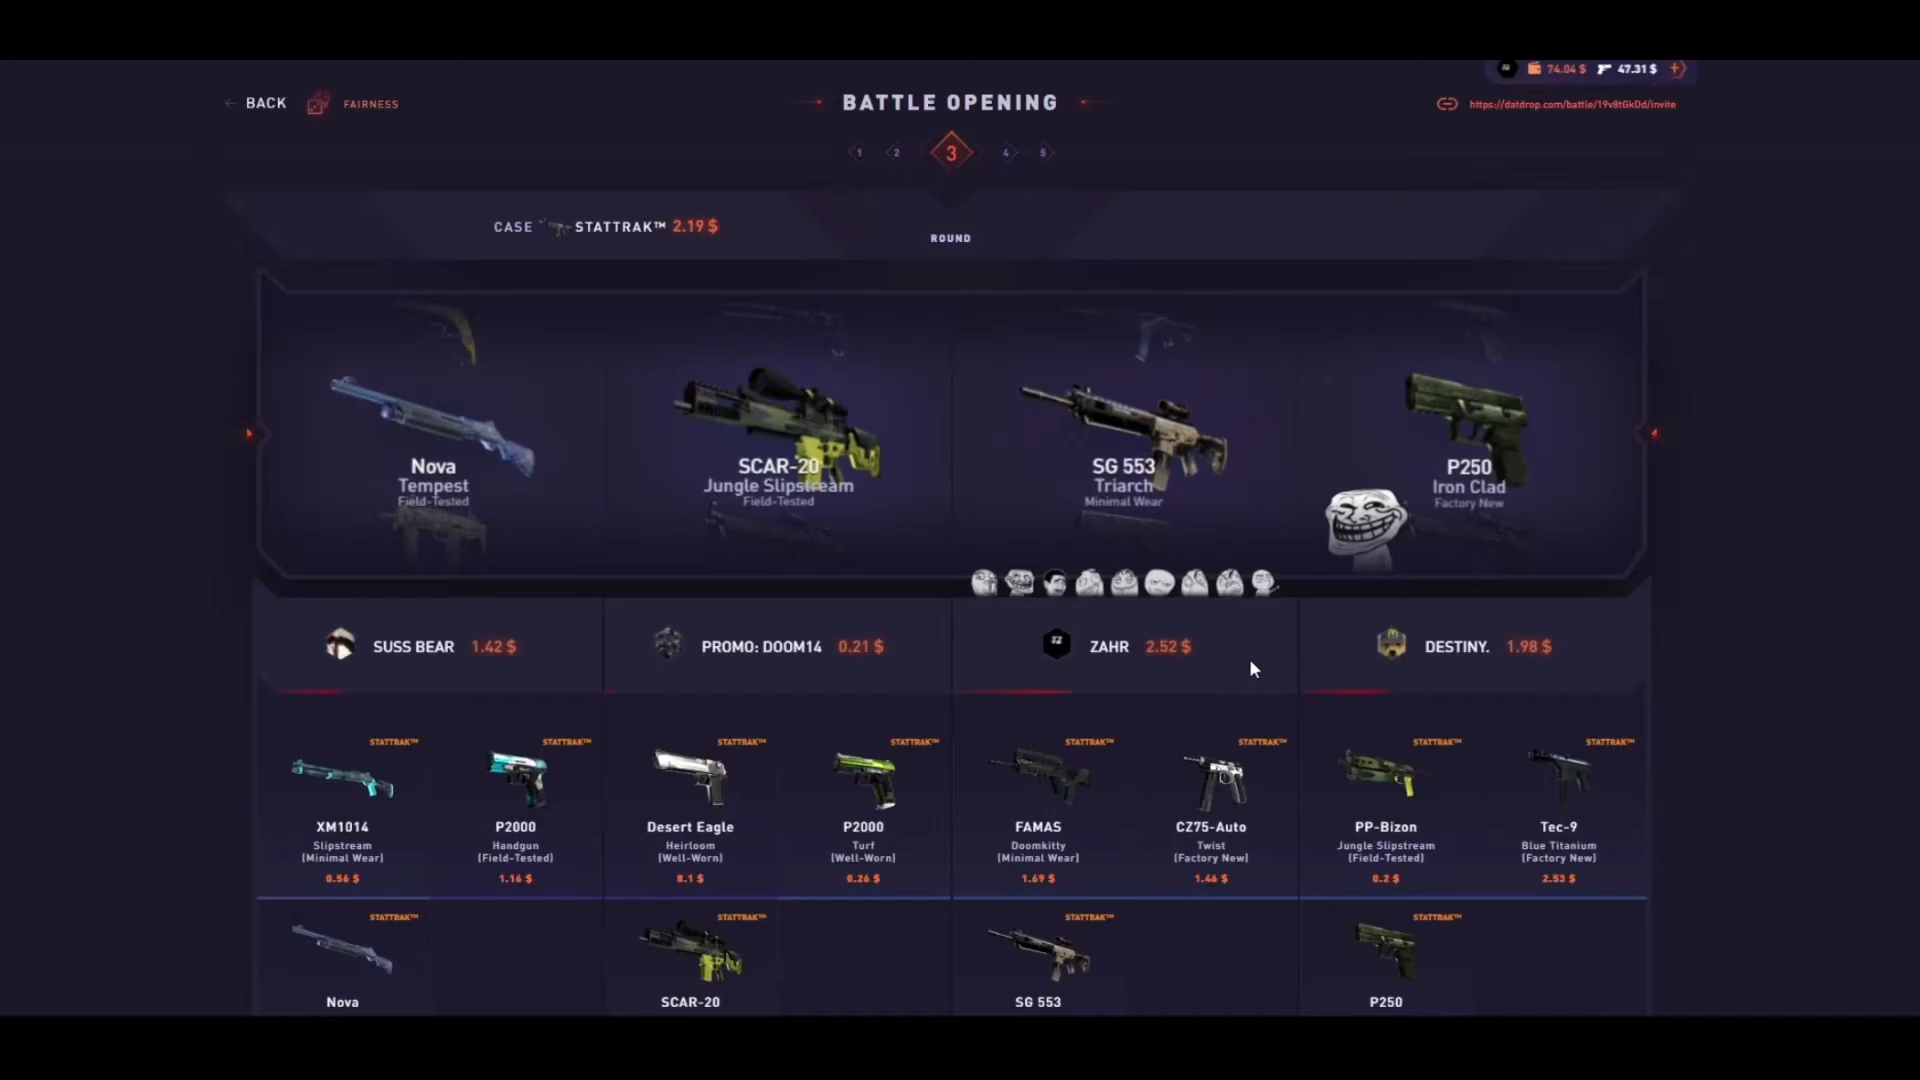 74.04 $ 47.31 $ +
← BACK FAIRNESS BATTLE OPENING https://datdrop.com/battle/19v8tGkDd/invite
1 2 3 4 5
CASE STATTRAK™ 2.19 $
ROUND
Nova SCAR-20 SG 553 P250
Tempest Jungle Slipstream Triarch Iron Clad
Field-Tested Field-Tested Minimal Wear Factory New
SUSS BEAR 1.42 $ PROMO: DOOM14 0.21 $ ZAHR 2.52 $ DESTINY. 1.98 $
STATTRAK™ STATTRAK™ STATTRAK™ STATTRAK™ STATTRAK™ STATTRAK™ STATTRAK™ STATTRAK™
XM1014 P2000 Desert Eagle P2000 FAMAS CZ75-Auto PP-Bizon Tec-9
Slipstream Handgun Heirloom Turf Doomkitty Twist Jungle Slipstream Blue Titanium
(Minimal Wear) (Field-Tested) (Well-Worn) (Well-Worn) (Minimal Wear) (Factory New) (Field-Tested) (Factory New)
0.56 $ 1.16 $ 0.26 $ 1.69 $ 1.46 $ 0.2 $ 2.53 $
STATTRAK™ STATTRAK™ STATTRAK™ STATTRAK™
Nova SCAR-20 SG 553 P250